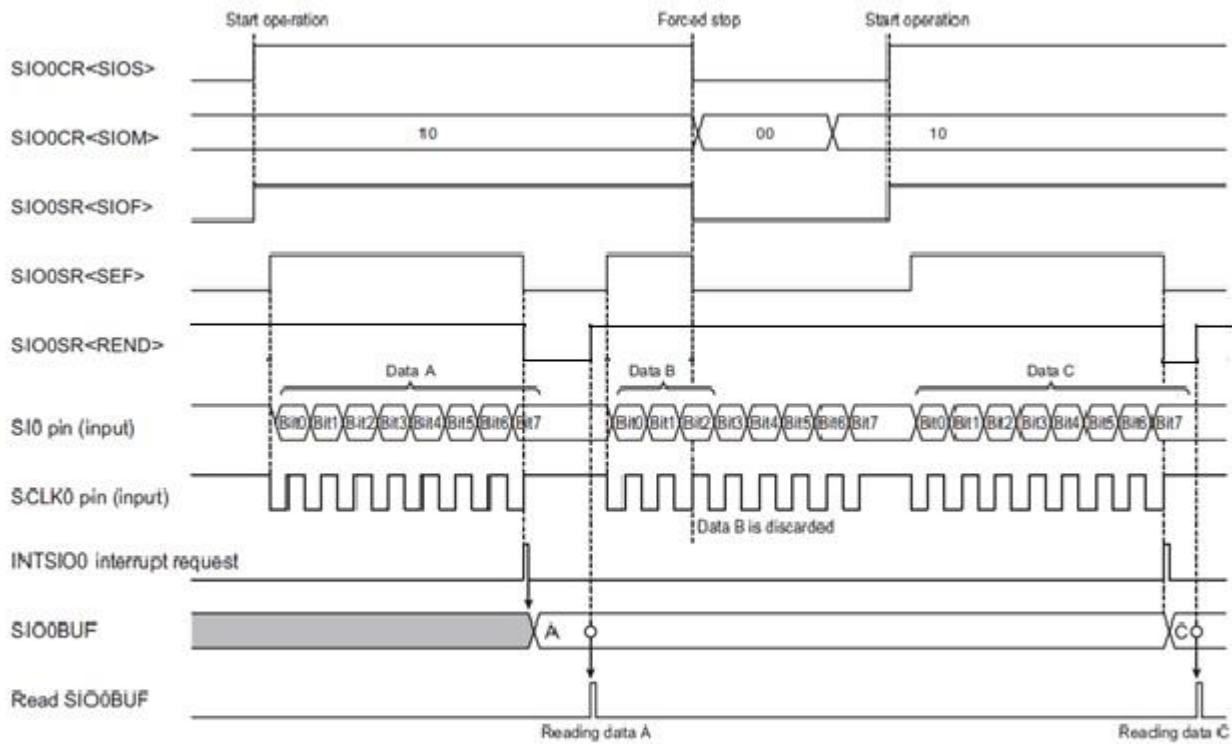 Start operation Forced stop Start operation
SIO0CR<SIOS>
SIO0CR<SIOM> 10 00 10
SIO0SR<SIOF>
SIO0SR<SEF>
SIO0SR<REND>
Data A Data B Data C
SI0 pin (input) Bit0 Bit1 Bit2 Bit3 Bit4 Bit5 Bit6 Bit7 Bit0 Bit1 Bit2 Bit3 Bit4 Bit5 Bit6 Bit7 Bit0 Bit1 Bit2 Bit3 Bit4 Bit5 Bit6 Bit7
SCLK0 pin (input)
Data B is discarded
INTSIO0 interrupt request
SIO0BUF A C
Read SIO0BUF
Reading data A Reading data C